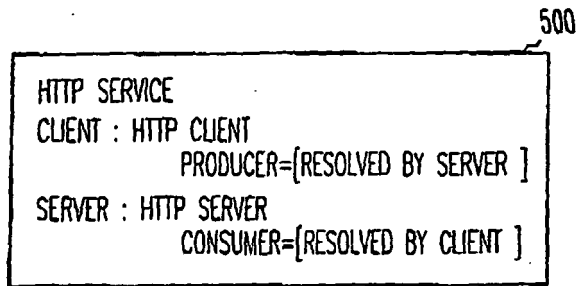 500
HTTP SERVICE
CLIENT : HTTP CLIENT
PRODUCER=[RESOLVED BY SERVER ]
SERVER : HTTP SERVER
CONSUMER=[RESOLVED BY CLIENT ]